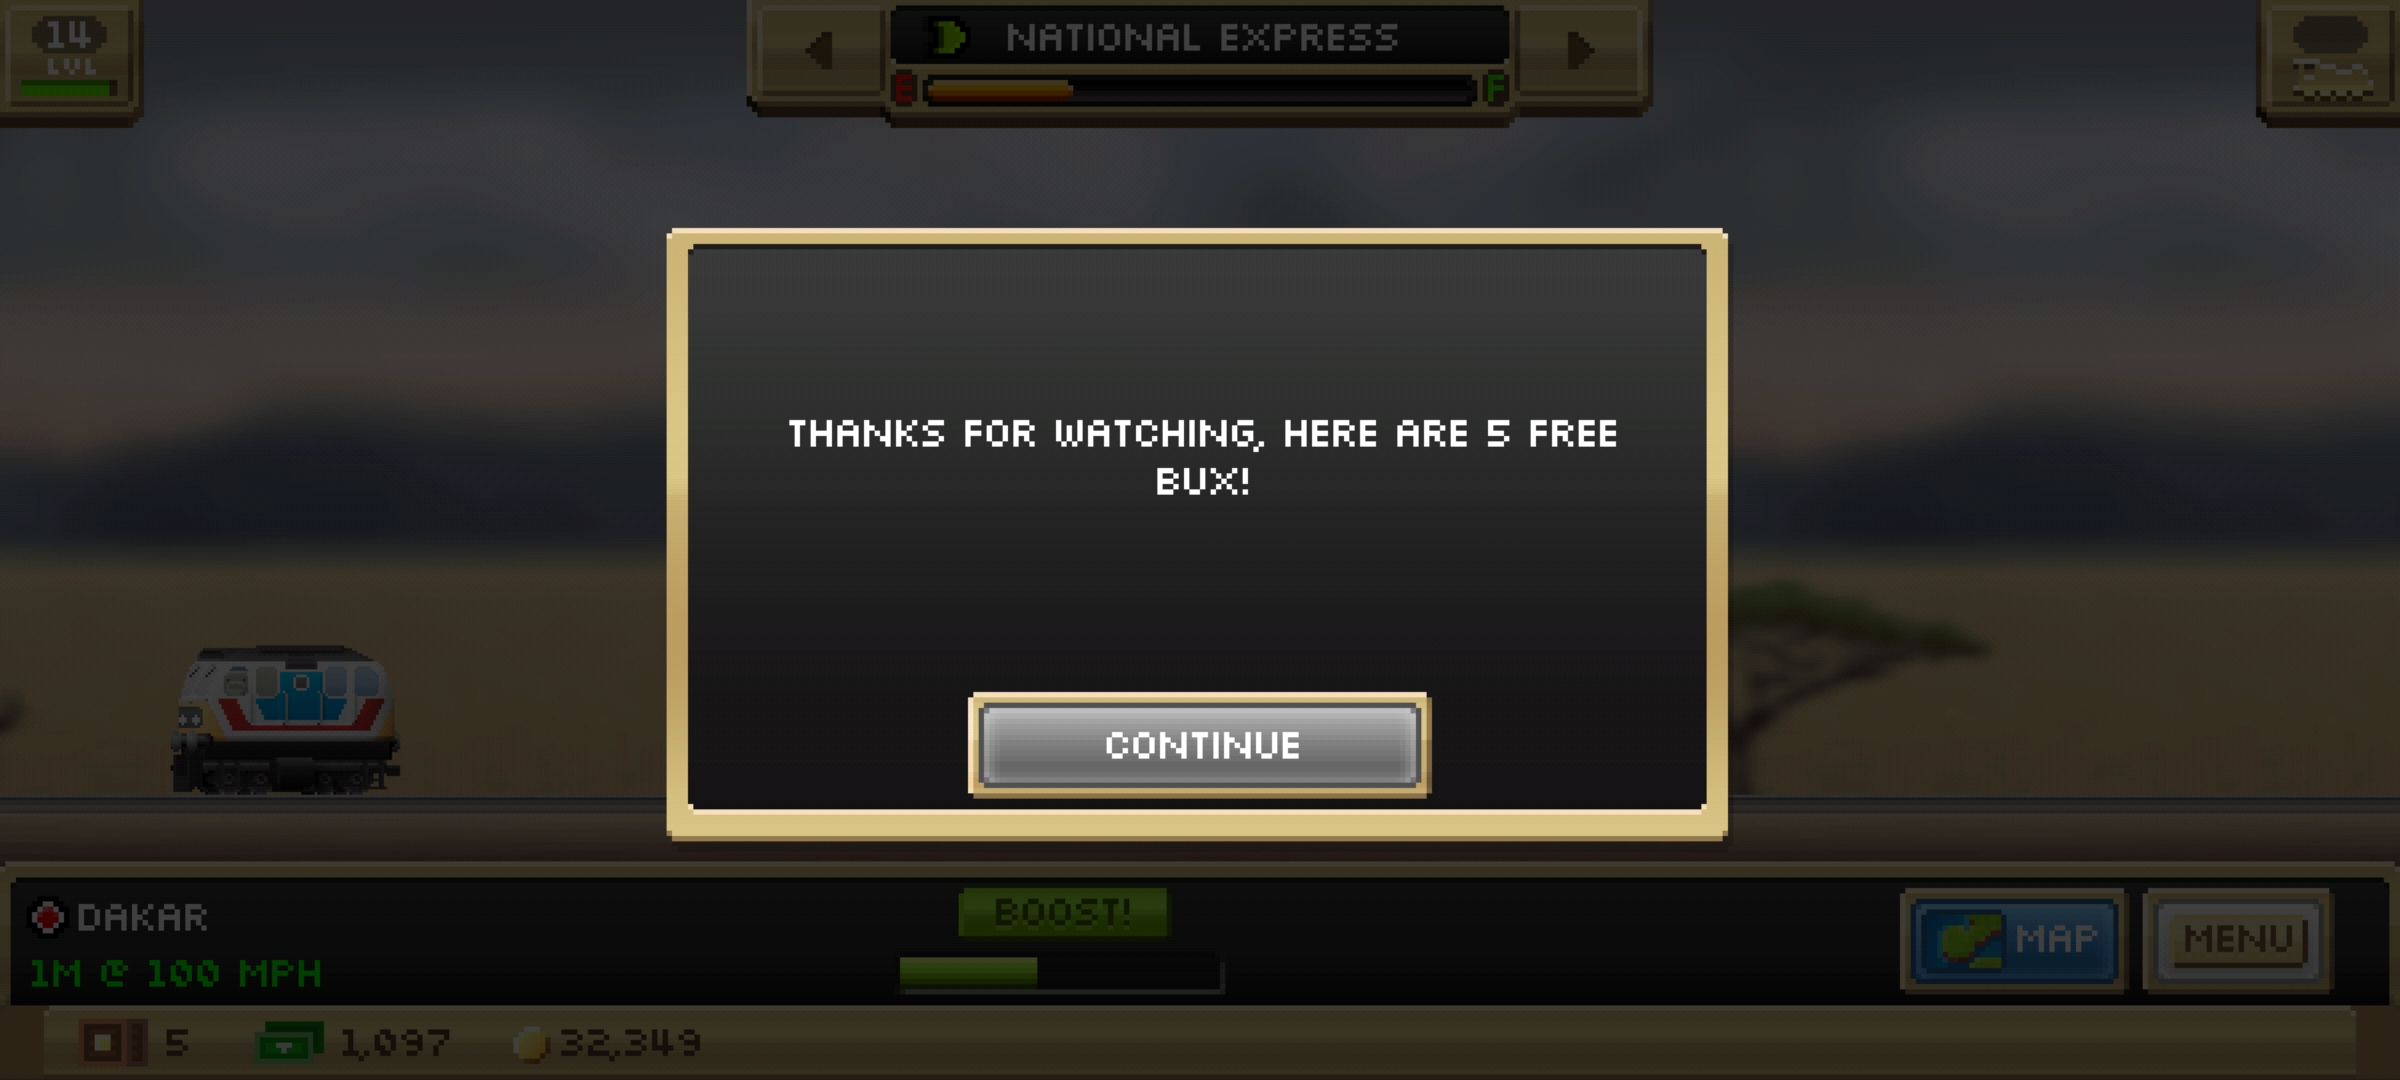 14
LVL
NATIONAL EXPRESS
E F
THANKS FOR WATCHING, HERE ARE 5 FREE
BUX!
CONTINUE
DAKAR
1M @ 100 MPH
BOOST!
MAP
MENU
5 1,097 32,349